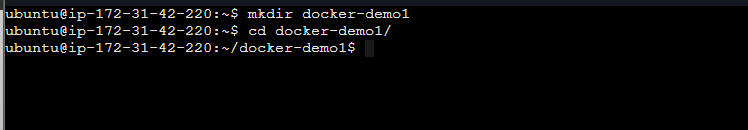 ubuntu@ip-172-31-42-220:~$ mkdir docker-demo1
ubuntu@ip-172-31-42-220:~$ cd docker-demo1/
ubuntu@ip-172-31-42-220:~/docker-demo1$